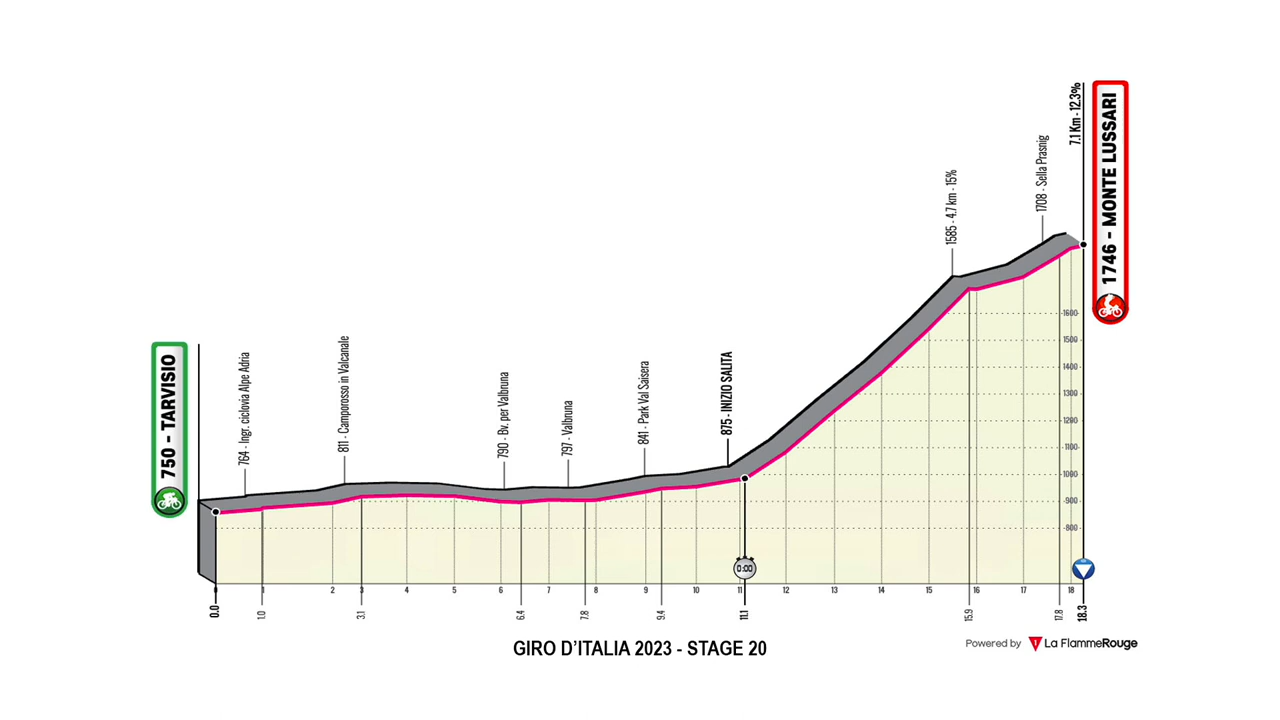 750 - TARVISIO
764 - Ingr. ciclovia Alpe Adria
811 - Camporosso in Valcanale
790 - Bv. per Valbruna
797 - Valbruna
841 - Park Val Saisera
875 - INIZIO SALITA
1585 - 4.7 km - 15%
1708 - Sella Prasnig
7.1 Km - 12.3%
1746 - MONTE LUSSARI
1600
1500
1400
1300
1200
1100
1000
900
800
0:00
0 1 2 3 4 5 6 7 8 9 10 11 12 13 14 15 16 17 18
0.0 1.0 3.1 6.4 7.8 9.4 11.1 15.9 17.8 18.3
GIRO D'ITALIA 2023 - STAGE 20
Powered by La FlammeRouge